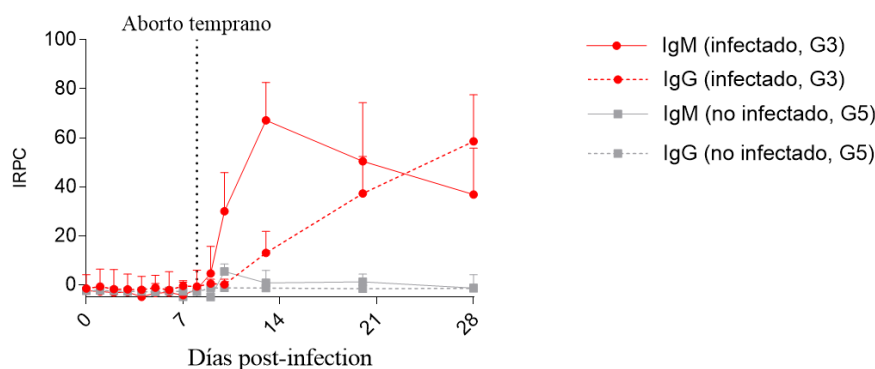 Aborto temprano
100
80
60
40
20
0
IRPC
0
7
14
21
28
Días post-infection
IgM (infectado, G3)
IgG (infectado, G3)
IgM (no infectado, G5)
IgG (no infectado, G5)